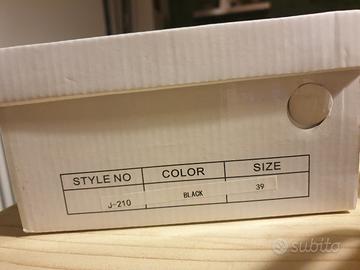 STYLE NO COLOR SIZE
J-210 BLACK 39
subito